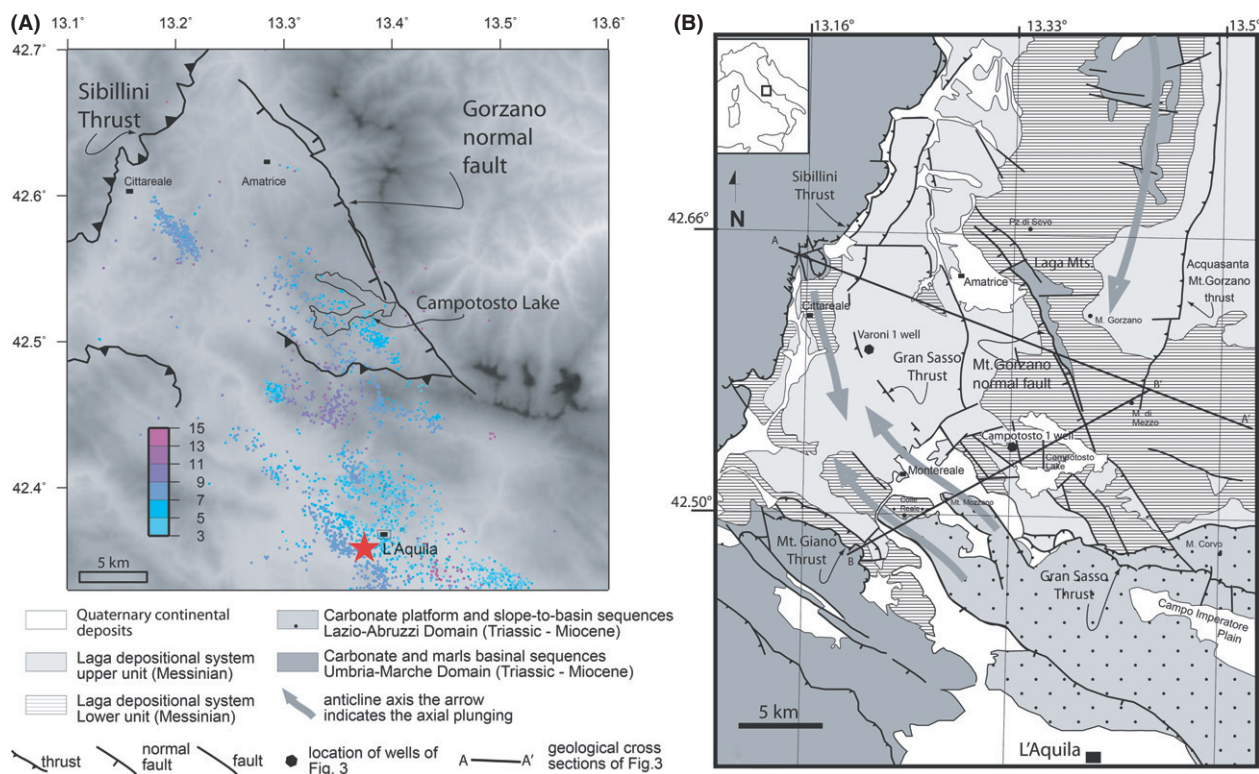 (A)
13.1 13.2 13.3 13.4 13.5 13.6
42.7
42.6
42.5
42.4
Sibillini
Thrust
Cittareale
Amatrice
Gorzano
normal
fault
Campotosto Lake
15
13
11
9
7
5
3
5 km
L'Aquila
(B)
13.16° 13.33° 13.5°
N
Sibillini
Thrust
42.66°
42.50°
A
Pz di Sevo
Laga Mts.
Amatrice
Acquasanta
Mt.Gorzano
thrust
M. Gorzano
Cittareale
Varoni 1 well
Gran Sasso
Thrust
Mt.Gorzano
normal fault
B'
M. di
Mezzo
A'
Campotosto 1 well
Campotosto
Lake
Montereale
Colle
Reale
Mt. Mozzano
Mt. Giano
Thrust
B
M. Corvo
Gran Sasso
Thrust
Campo Imperatore
Plain
5 km
L'Aquila
Quaternary continental
deposits
Laga depositional system
upper unit (Messinian)
Laga depositional system
Lower unit (Messinian)
Carbonate platform and slope-to-basin sequences
Lazio-Abruzzi Domain (Triassic - Miocene)
Carbonate and marls basinal sequences
Umbria-Marche Domain (Triassic - Miocene)
anticline axis the arrow
indicates the axial plunging
thrust
normal
fault
fault
location of wells of
Fig. 3
A A'
geological cross
sections of Fig.3